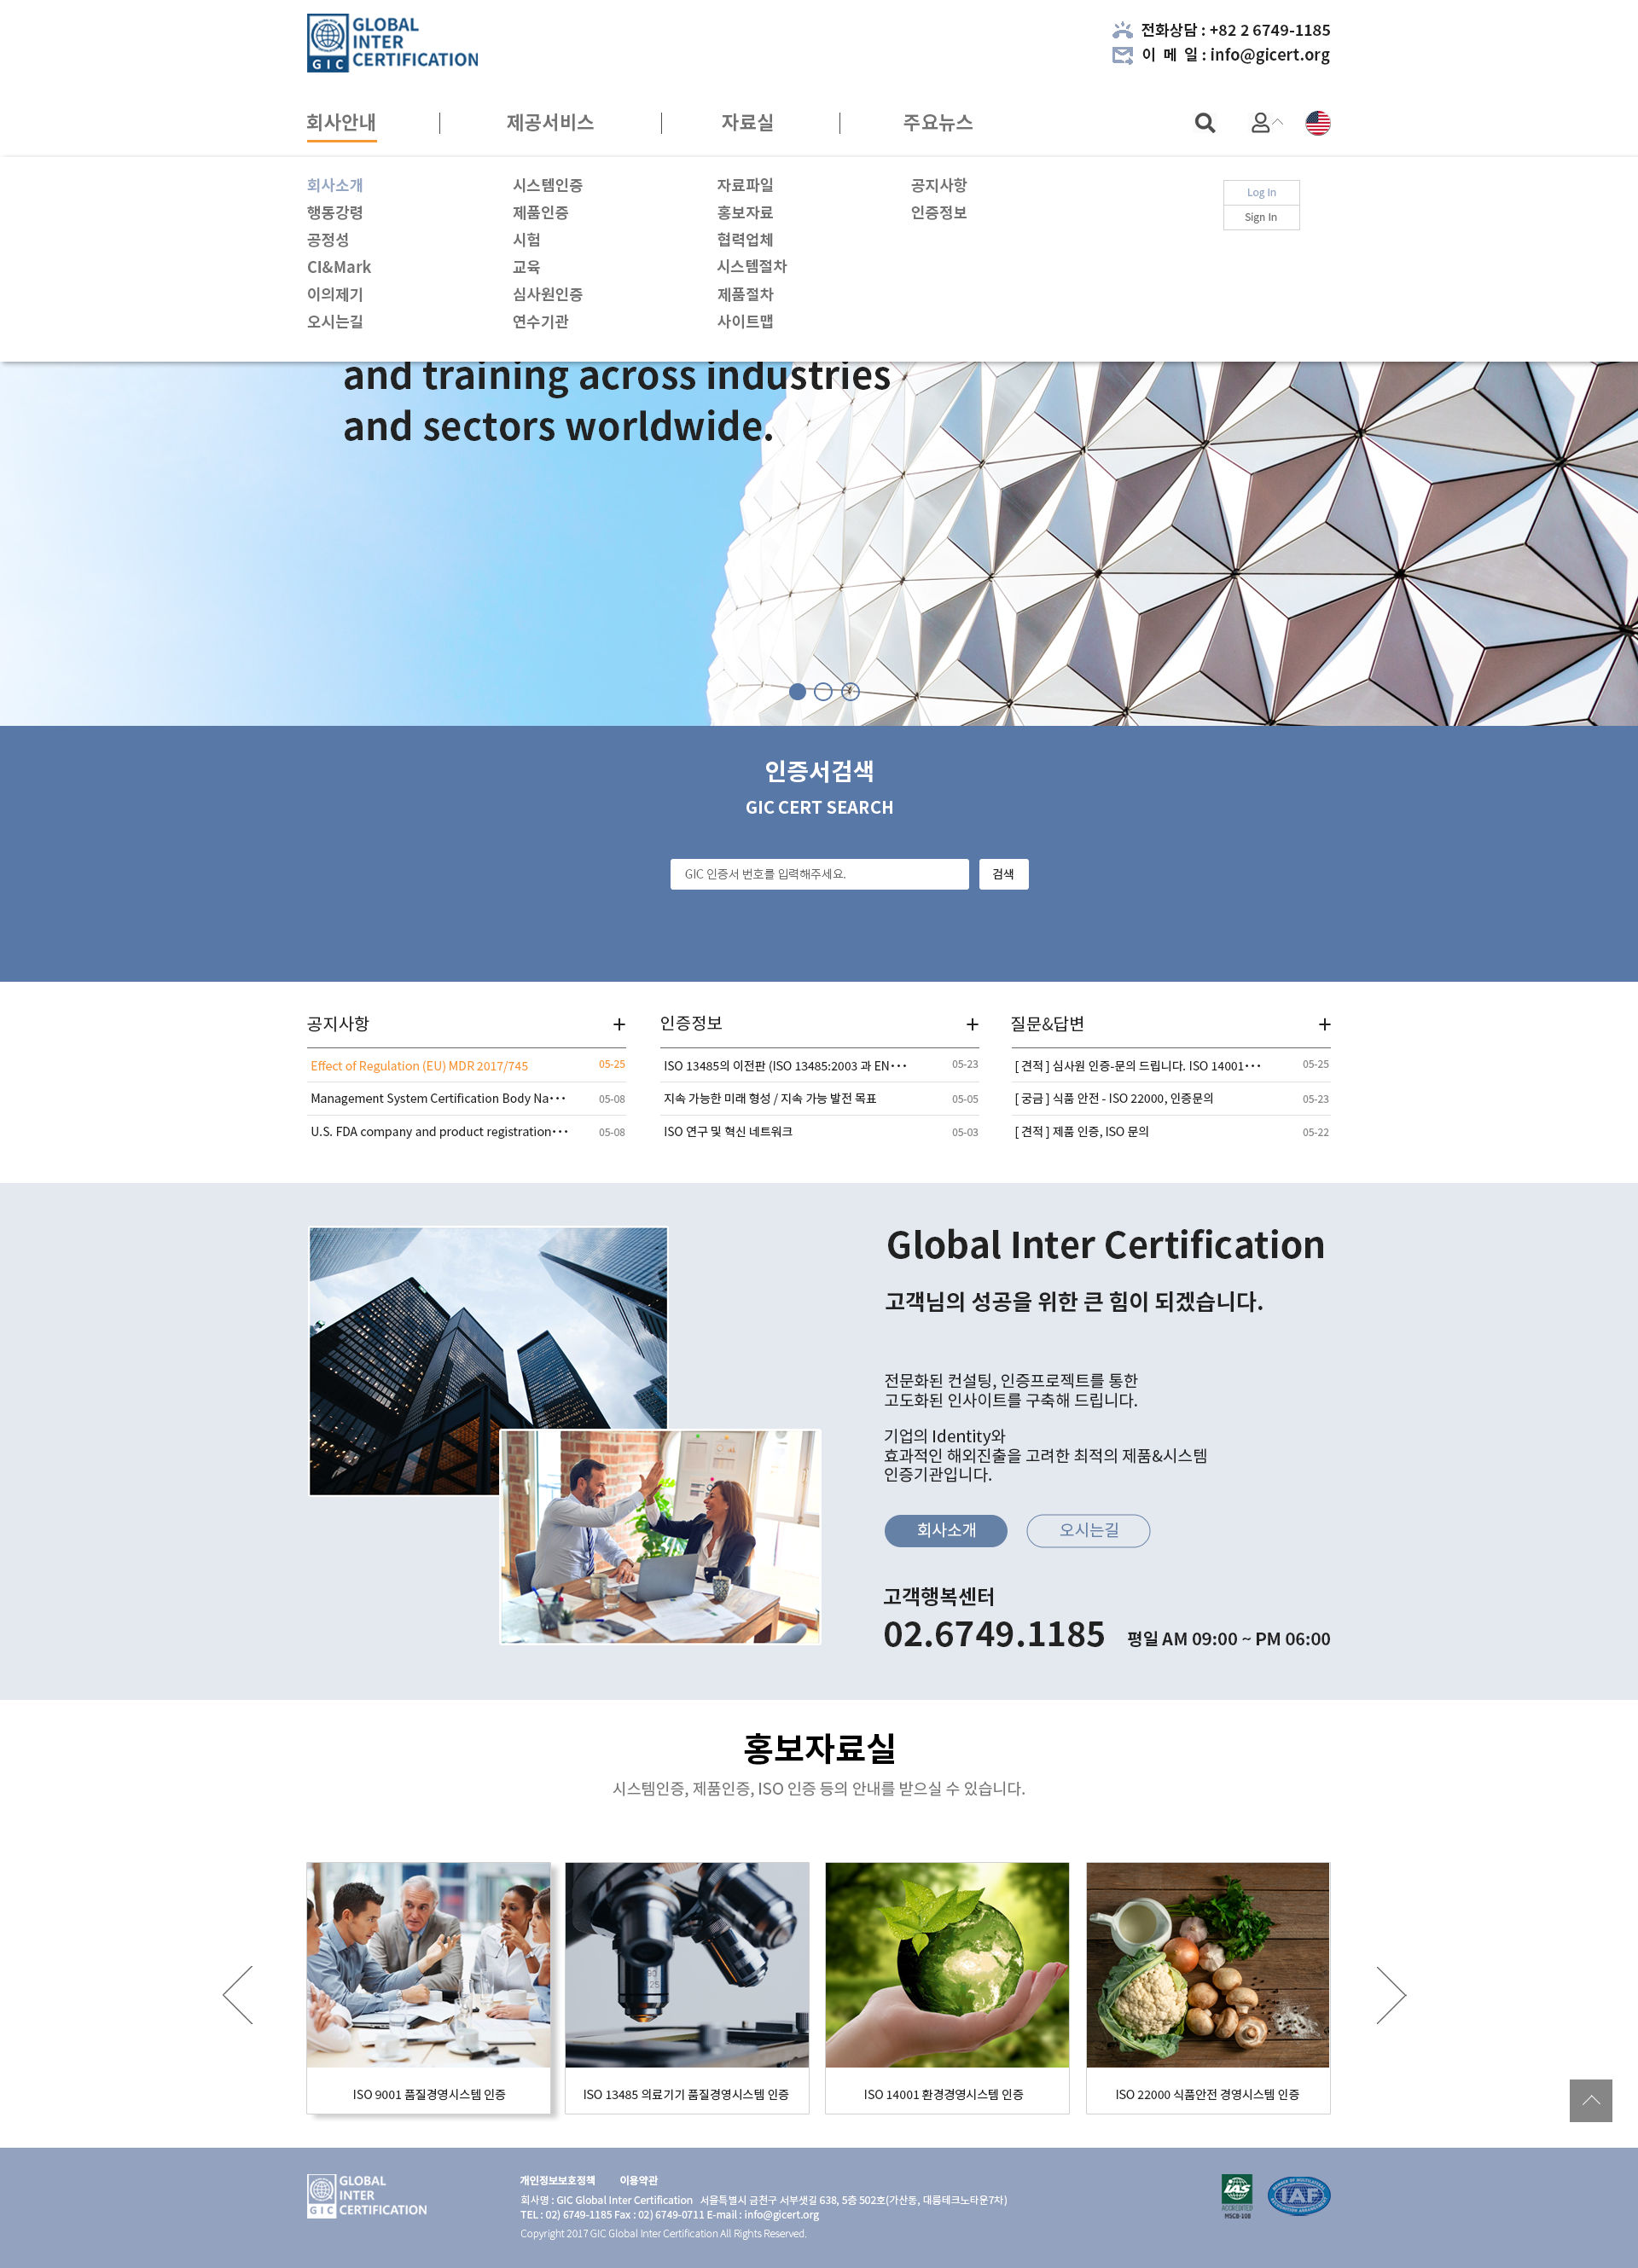 GLOBAL
INTER
CERTIFICATION
GIC
전화상담 : +82 2 6749-1185
이 메 일 : info@gicert.org
회사안내
제공서비스
자료실
주요뉴스
회사소개
행동강령
공정성
CI&Mark
이의제기
오시는길
시스템인증
제품인증
시험
교육
심사원인증
연수기관
자료파일
홍보자료
협력업체
시스템절차
제품절차
사이트맵
공지사항
인증정보
Log In
Sign In
and training across industries
and sectors worldwide.
인증서검색
GIC CERT SEARCH
GIC 인증서 번호를 입력해주세요.
검색
공지사항 +
Effect of Regulation (EU) MDR 2017/745 05-25
Management System Certification Body Na··· 05-08
U.S. FDA company and product registration··· 05-08
인증정보 +
ISO 13485의 이전판 (ISO 13485:2003 과 EN··· 05-23
지속 가능한 미래 형성 / 지속 가능 발전 목표 05-05
ISO 연구 및 혁신 네트워크 05-03
질문&답변 +
[ 견적 ] 심사원 인증-문의 드립니다. ISO 14001··· 05-25
[ 궁금 ] 식품 안전 - ISO 22000, 인증문의 05-23
[ 견적 ] 제품 인증, ISO 문의 05-22
Global Inter Certification
고객님의 성공을 위한 큰 힘이 되겠습니다.
전문화된 컨설팅, 인증프로젝트를 통한
고도화된 인사이트를 구축해 드립니다.
기업의 Identity와
효과적인 해외진출을 고려한 최적의 제품&시스템
인증기관입니다.
회사소개
오시는길
고객행복센터
02.6749.1185 평일 AM 09:00 ~ PM 06:00
홍보자료실
시스템인증, 제품인증, ISO 인증 등의 안내를 받으실 수 있습니다.
ISO 9001 품질경영시스템 인증
ISO 13485 의료기기 품질경영시스템 인증
ISO 14001 환경경영시스템 인증
ISO 22000 식품안전 경영시스템 인증
GLOBAL
INTER
CERTIFICATION
GIC
개인정보보호정책 이용약관
회사명 : GIC Global Inter Certification 서울특별시 금천구 서부샛길 638, 5층 502호(가산동, 대륭테크노타운7차)
TEL : 02) 6749-1185 Fax : 02) 6749-0711 E-mail : info@gicert.org
Copyright 2017 GIC Global Inter Certification All Rights Reserved.
IAS
ACCREDITED
MSCB-108
IAF